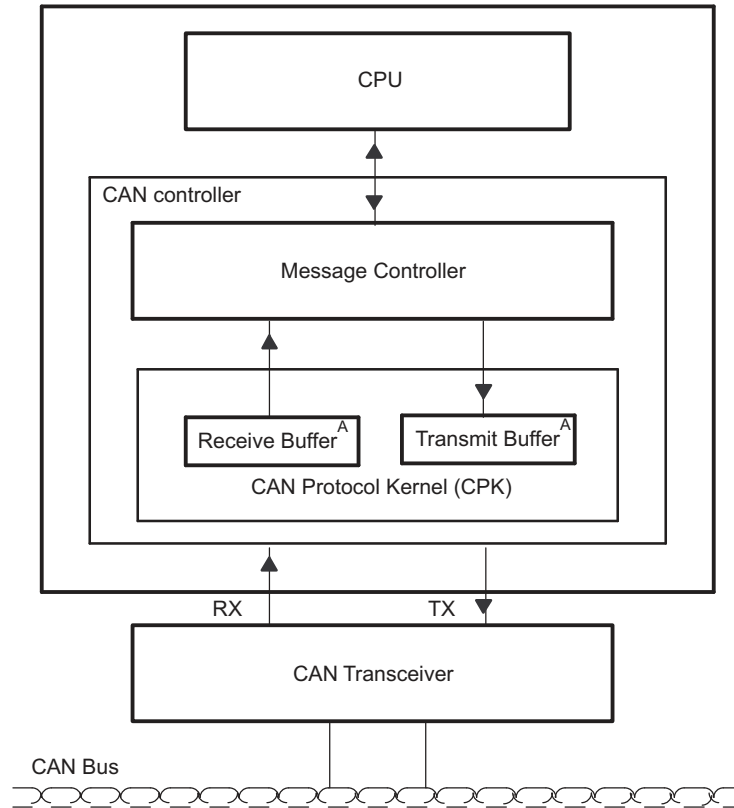 CPU
CAN controller
Message Controller
Receive Buffer A
Transmit Buffer A
CAN Protocol Kernel (CPK)
RX
TX
CAN Transceiver
CAN Bus